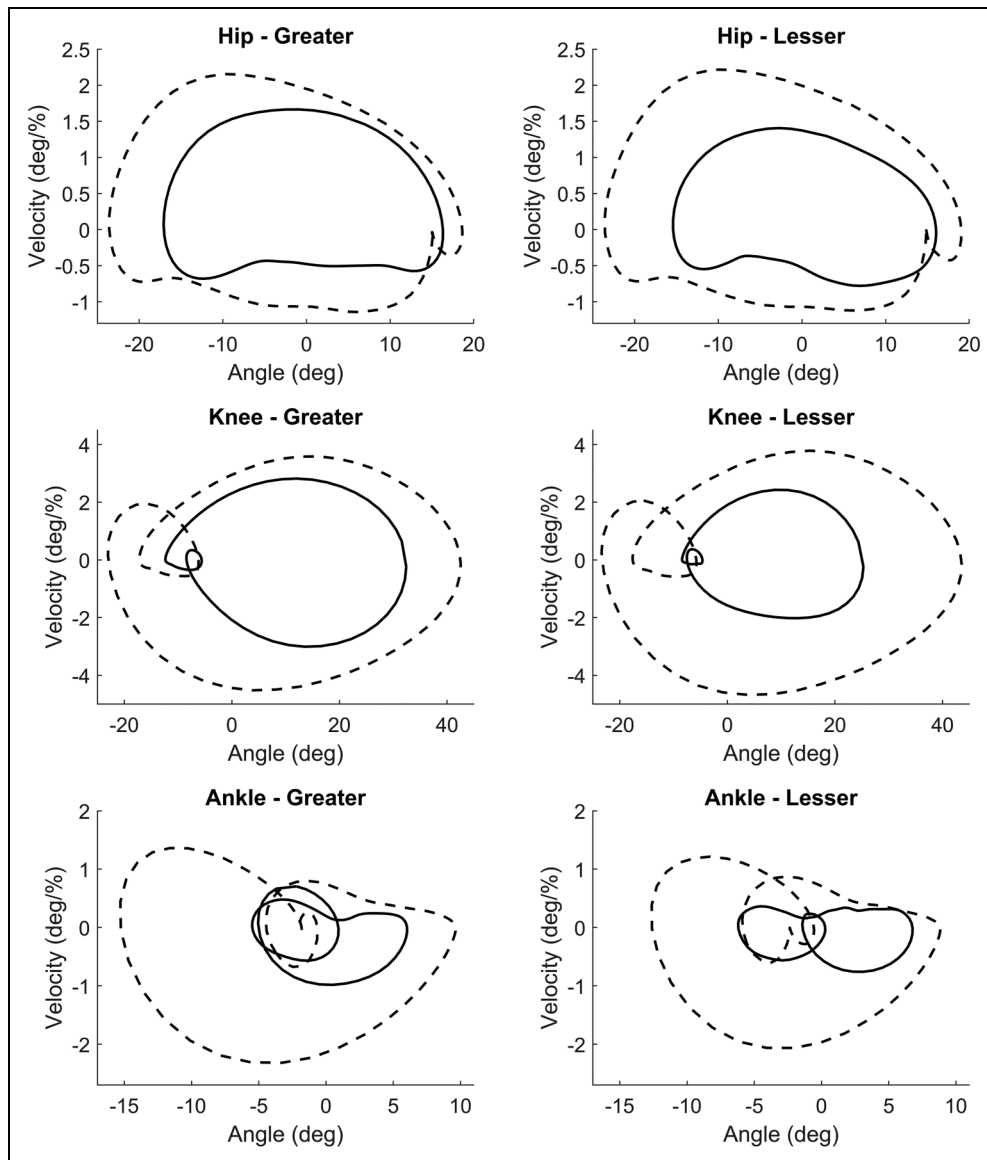 Hip - Greater
2.5
2
1.5
1
0.5
0
-0.5
-1
Velocity (deg/%)
-20 -10 0 10 20
Angle (deg)
Hip - Lesser
2.5
2
1.5
1
0.5
0
-0.5
-1
Velocity (deg/%)
-20 -10 0 10 20
Angle (deg)
Knee - Greater
4
2
0
-2
-4
Velocity (deg/%)
-20 0 20 40
Angle (deg)
Knee - Lesser
4
2
0
-2
-4
Velocity (deg/%)
-20 0 20 40
Angle (deg)
Ankle - Greater
2
1
0
-1
-2
Velocity (deg/%)
-15 -10 -5 0 5 10
Angle (deg)
Ankle - Lesser
2
1
0
-1
-2
Velocity (deg/%)
-15 -10 -5 0 5 10
Angle (deg)